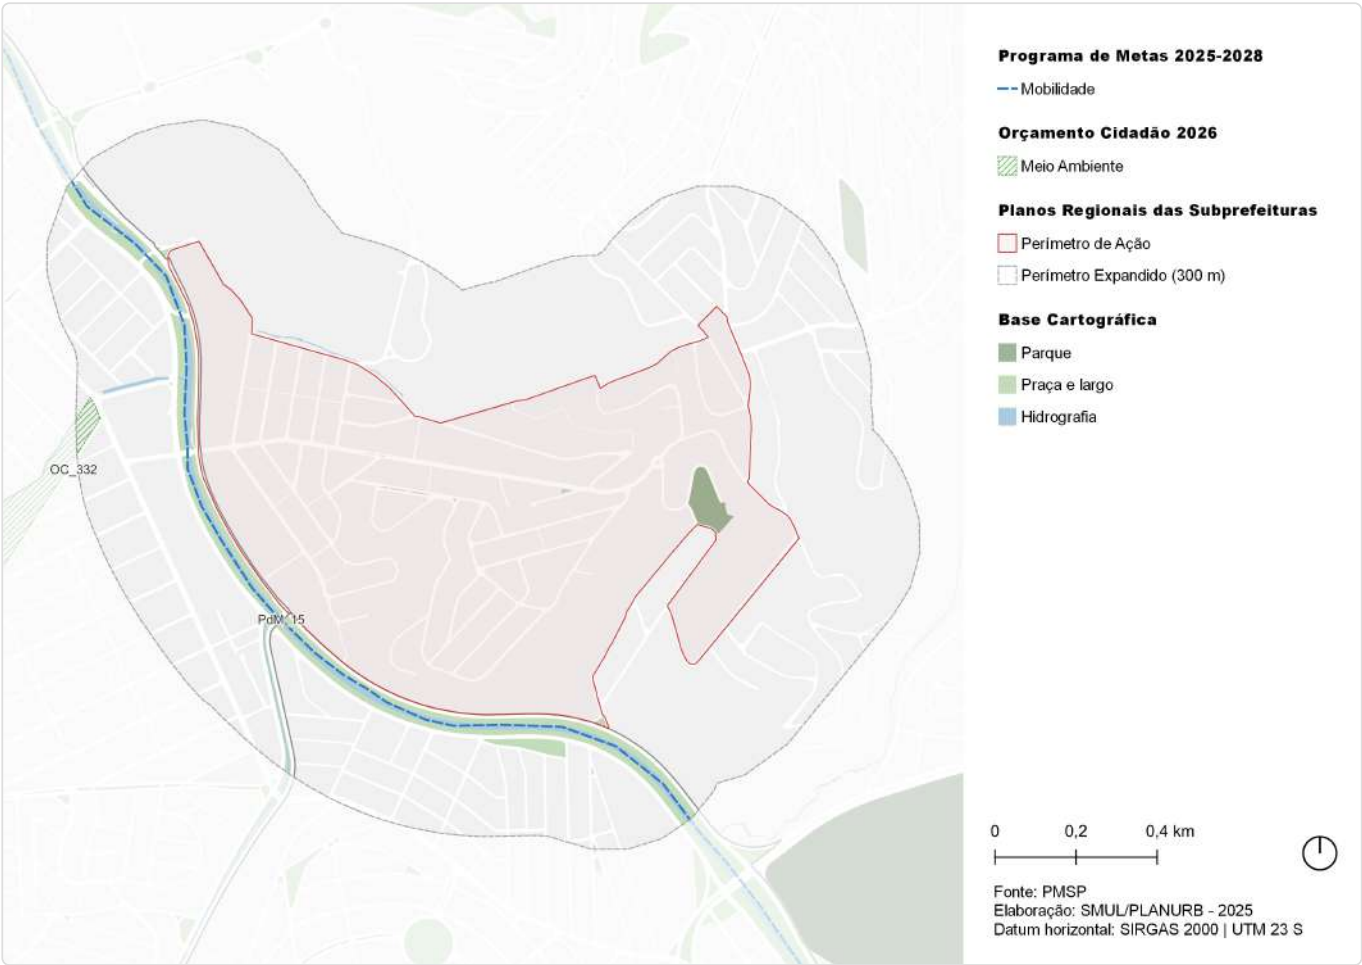 Programa de Metas 2025-2028
Mobilidade
Orçamento Cidadão 2026
Meio Ambiente
Planos Regionais das Subprefeituras
Perímetro de Ação
Perímetro Expandido (300 m)
Base Cartográfica
Parque
Praça e largo
Hidrografia
OC_332
PdM_15
0 0,2 0,4 km
Fonte: PMSP
Elaboração: SMUL/PLANURB - 2025
Datum horizontal: SIRGAS 2000 | UTM 23 S